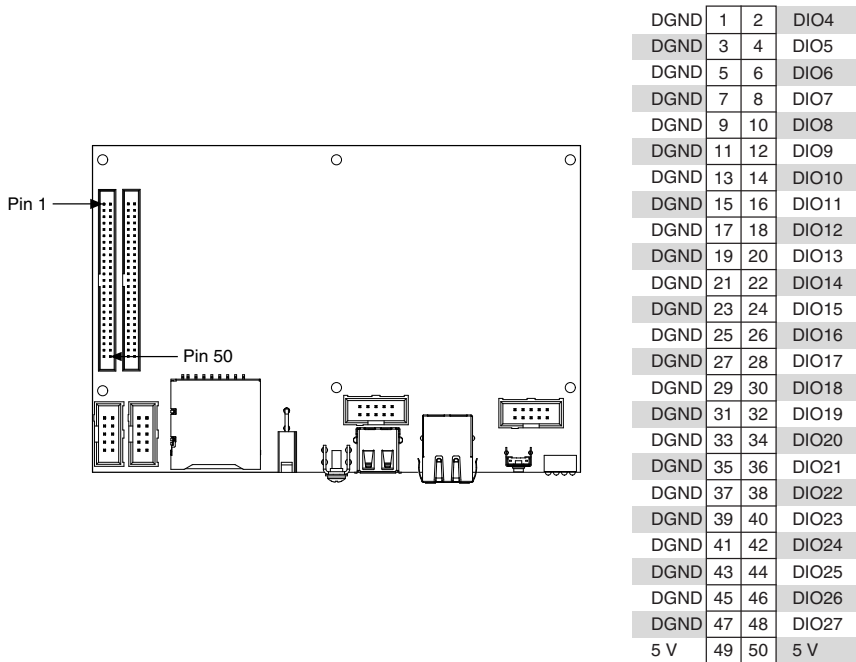 Pin 1
Pin 50
DGND 1 2 DIO4
DGND 3 4 DIO5
DGND 5 6 DIO6
DGND 7 8 DIO7
DGND 9 10 DIO8
DGND 11 12 DIO9
DGND 13 14 DIO10
DGND 15 16 DIO11
DGND 17 18 DIO12
DGND 19 20 DIO13
DGND 21 22 DIO14
DGND 23 24 DIO15
DGND 25 26 DIO16
DGND 27 28 DIO17
DGND 29 30 DIO18
DGND 31 32 DIO19
DGND 33 34 DIO20
DGND 35 36 DIO21
DGND 37 38 DIO22
DGND 39 40 DIO23
DGND 41 42 DIO24
DGND 43 44 DIO25
DGND 45 46 DIO26
DGND 47 48 DIO27
5 V 49 50 5 V